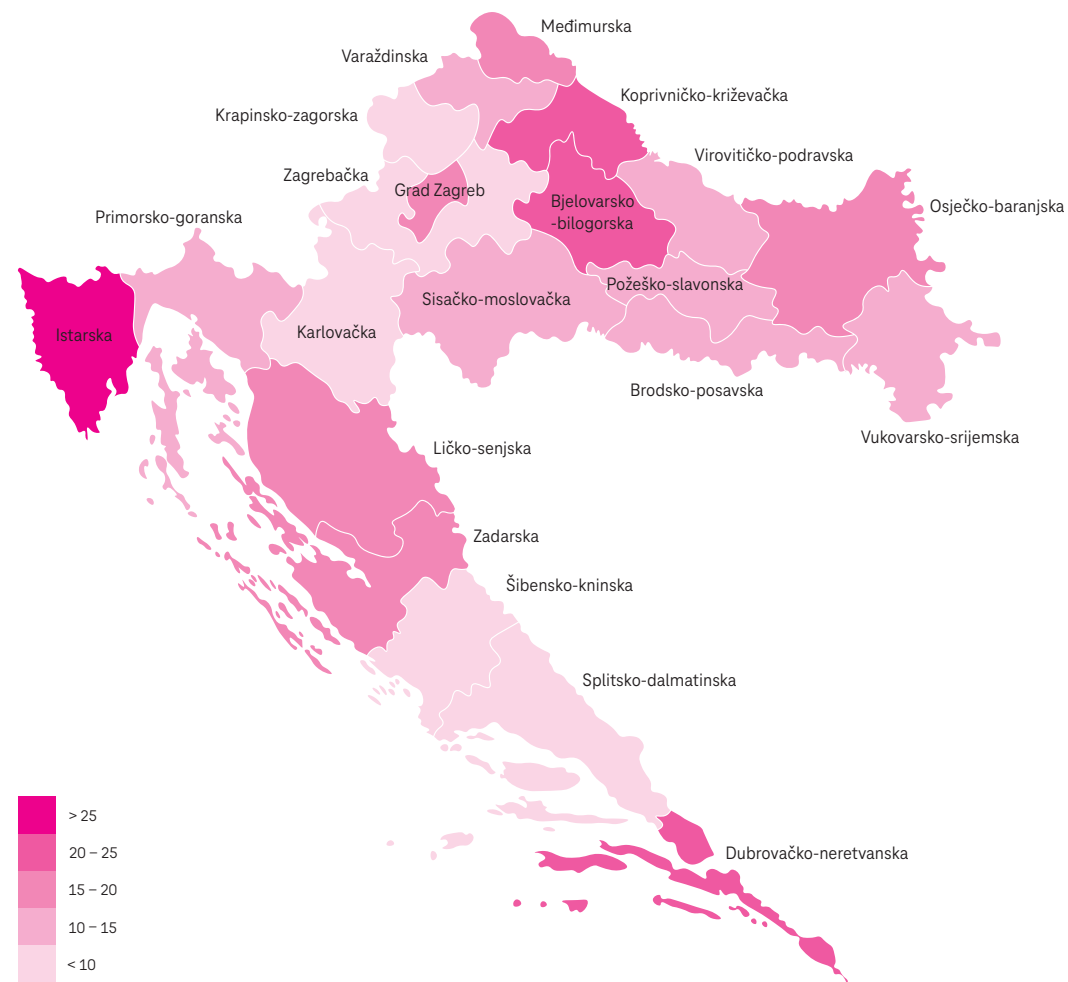 Međimurska
Varaždinska
Koprivničko-križevačka
Krapinsko-zagorska
Virovitičko-podravska
Zagrebačka
Grad Zagreb
Bjelovarsko
-bilogorska
Osječko-baranjska
Primorsko-goranska
Požeško-slavonska
Sisačko-moslovačka
Istarska
Karlovačka
Brodsko-posavska
Vukovarsko-srijemska
Ličko-senjska
Zadarska
Šibensko-kninska
Splitsko-dalmatinska
Dubrovačko-neretvanska
> 25
20 – 25
15 – 20
10 – 15
< 10